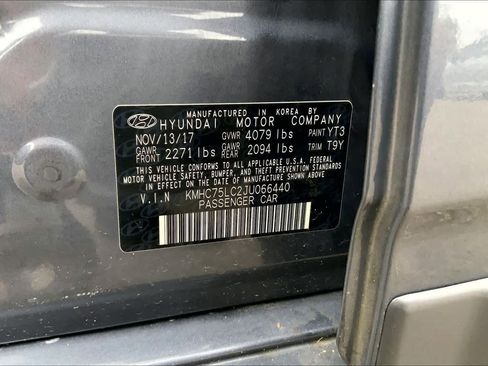 MANUFACTURED IN KOREA BY
HYUNDAI MOTOR COMPANY
NOV/13/17 GVWR 4079 lbs PAINT YT3
GAWR FRONT 2271 lbs GAWR REAR 2094 lbs TRIM T9Y
THIS VEHICLE CONFORMS TO ALL APPLICABLE U.S.A. FEDERAL
MOTOR VEHICLE SAFETY, BUMPER, AND THEFT PREVENTION STANDARDS
IN EFFECT ON THE DATE OF MANUFACTURE SHOWN ABOVE.
V.I.N KMHC75LC2JU066440
PASSENGER CAR